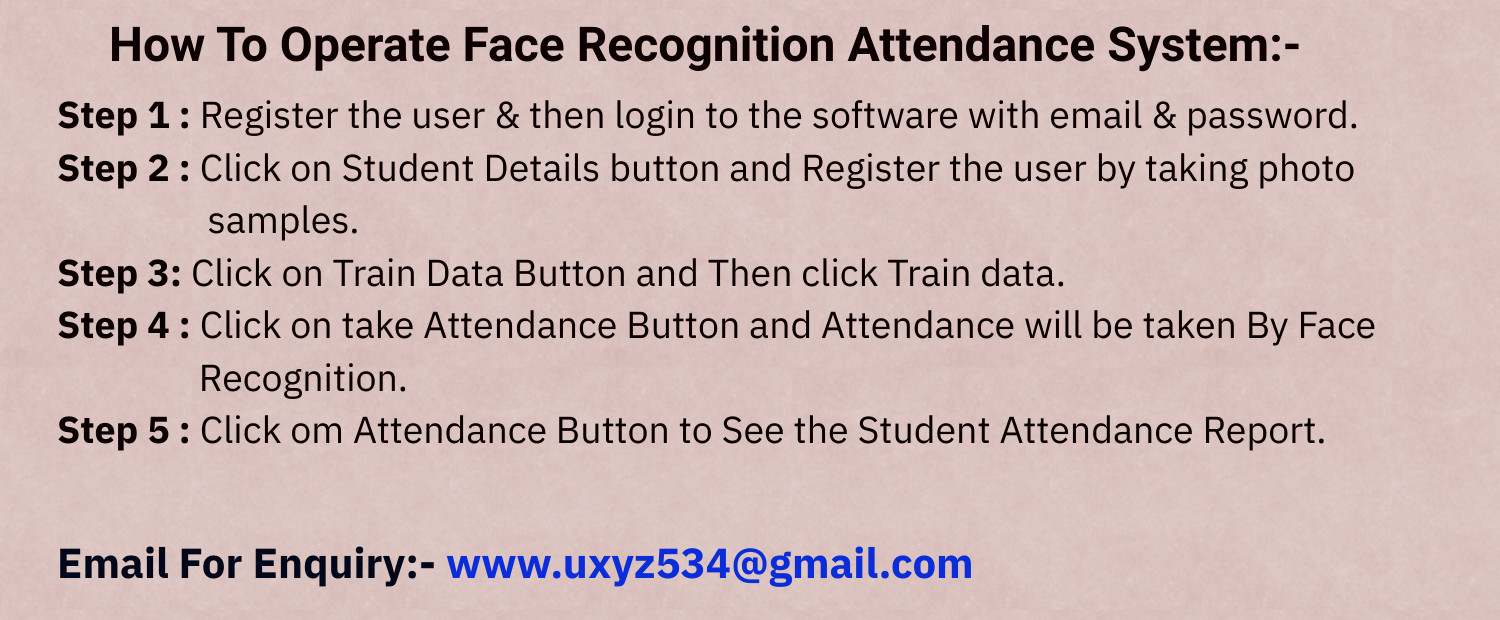 How To Operate Face Recognition Attendance System:-
Step 1 : Register the user & then login to the software with email & password.
Step 2 : Click on Student Details button and Register the user by taking photo
samples.
Step 3: Click on Train Data Button and Then click Train data.
Step 4 : Click on take Attendance Button and Attendance will be taken By Face
Recognition.
Step 5 : Click om Attendance Button to See the Student Attendance Report.
Email For Enquiry:- www.uxyz534@gmail.com